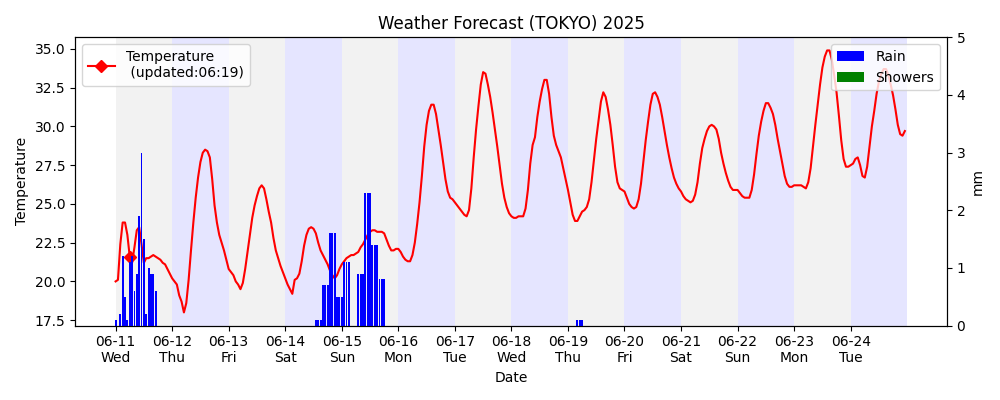 Weather Forecast (TOKYO) 2025
Temperature
(updated:06:19)
Rain
Showers
Temperature
35.0
32.5
30.0
27.5
25.0
22.5
20.0
17.5
5
4
3
2
1
0
mm
06-11 06-12 06-13 06-14 06-15 06-16 06-17 06-18 06-19 06-20 06-21 06-22 06-23 06-24
Wed Thu Fri Sat Sun Mon Tue Wed Thu Fri Sat Sun Mon Tue
Date